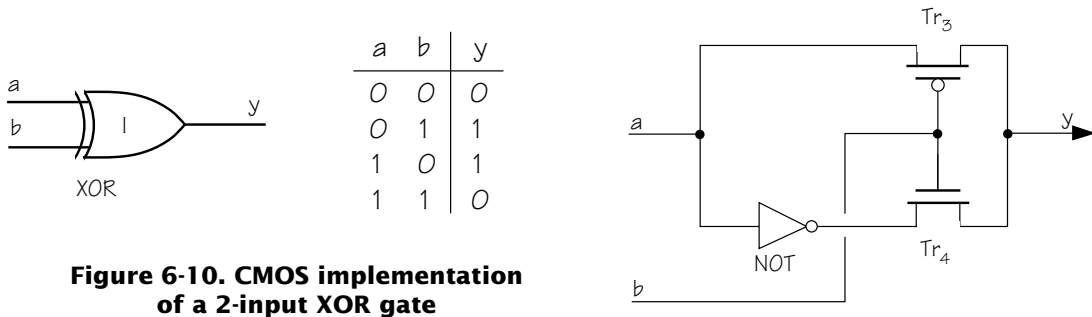 a
b
|
y
XOR
a b y
0 0 0
0 1 1
1 0 1
1 1 0
Figure 6-10. CMOS implementation
of a 2-input XOR gate
Tr3
a
y
NOT
Tr4
b